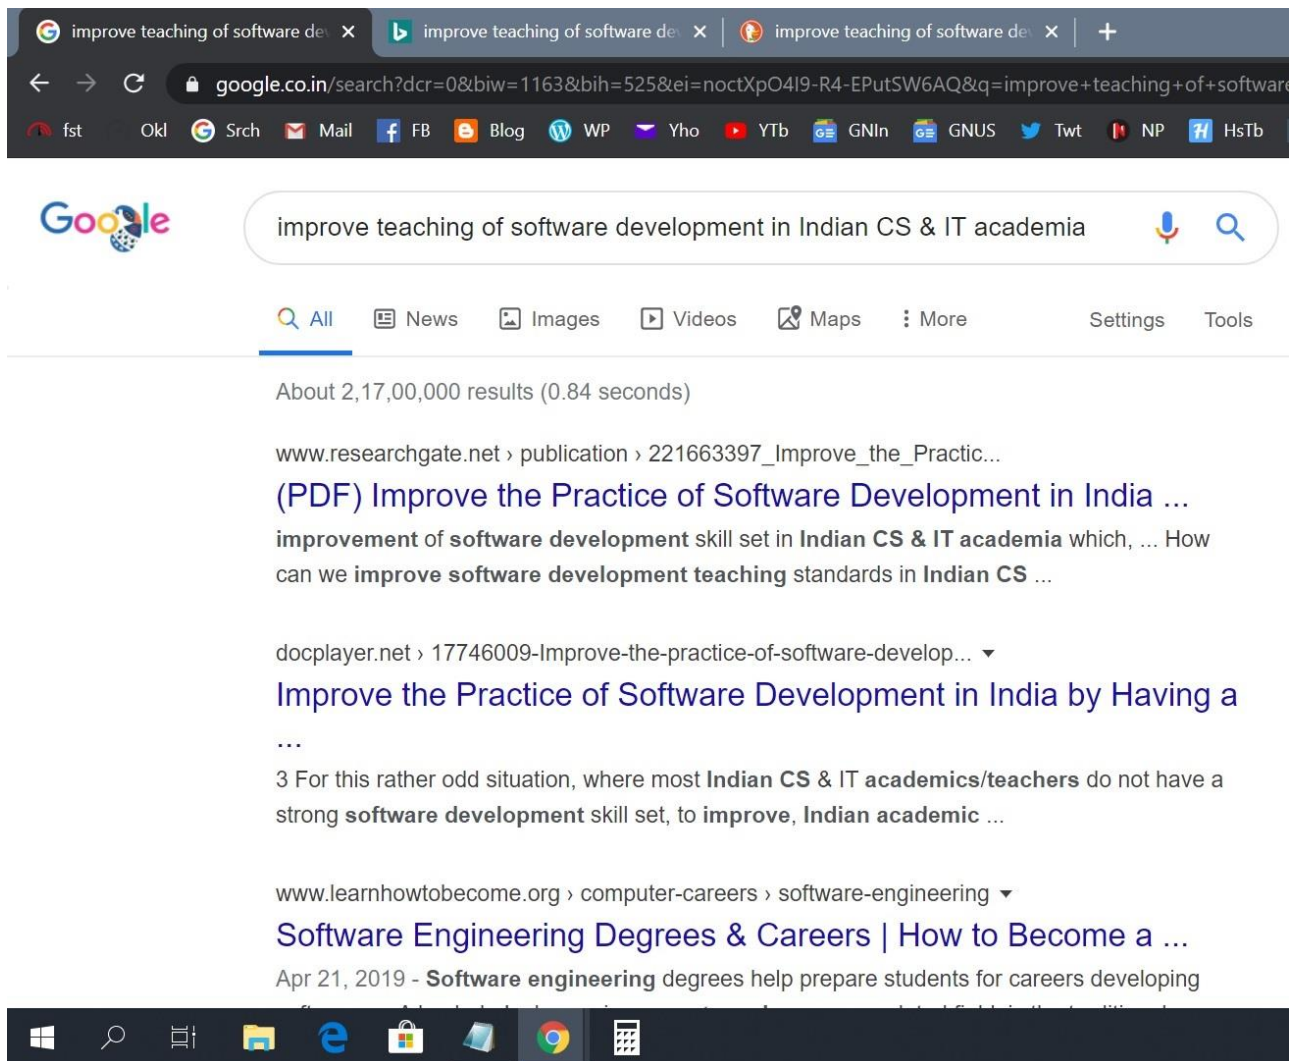 improve teaching of software de
improve teaching of software de
improve teaching of software de
google.co.in/search?dcr=0&biw=1163&bih=525&ei=noctXpO4I9-R4-EPutSW6AQ&q=improve+teaching+of+software
fst Okl Srch Mail FB Blog WP Yho YTb GNIn GNUS Twt NP HsTb
Google
improve teaching of software development in Indian CS & IT academia
All News Images Videos Maps More Settings Tools
About 2,17,00,000 results (0.84 seconds)
www.researchgate.net › publication › 221663397_Improve_the_Practic...
(PDF) Improve the Practice of Software Development in India ...
improvement of software development skill set in Indian CS & IT academia which, ... How
can we improve software development teaching standards in Indian CS ...
docplayer.net › 17746009-Improve-the-practice-of-software-develop...
Improve the Practice of Software Development in India by Having a
...
3 For this rather odd situation, where most Indian CS & IT academics/teachers do not have a
strong software development skill set, to improve, Indian academic ...
www.learnhowtobecome.org › computer-careers › software-engineering
Software Engineering Degrees & Careers | How to Become a ...
Apr 21, 2019 - Software engineering degrees help prepare students for careers developing